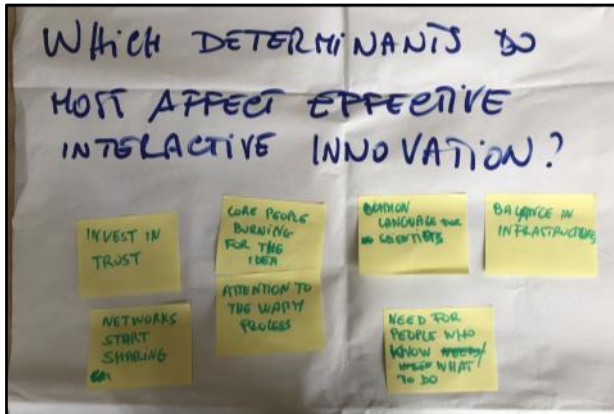 WHICH DETERMINANTS DO
MOST AFFECT EFFECTIVE
INTERACTIVE INNOVATION?
INVEST IN
TRUST
CORE PEOPLE
BURNING
FOR THE
IDEA
LANGUAGE
SCIENTISTS
BALANCE IN
INFRASTRUCTURES
NETWORKS
START
SHARING
ATTENTION TO
THE WARM
PROCESS
NEED FOR
PEOPLE WHO
KNOW
WHAT
TO DO